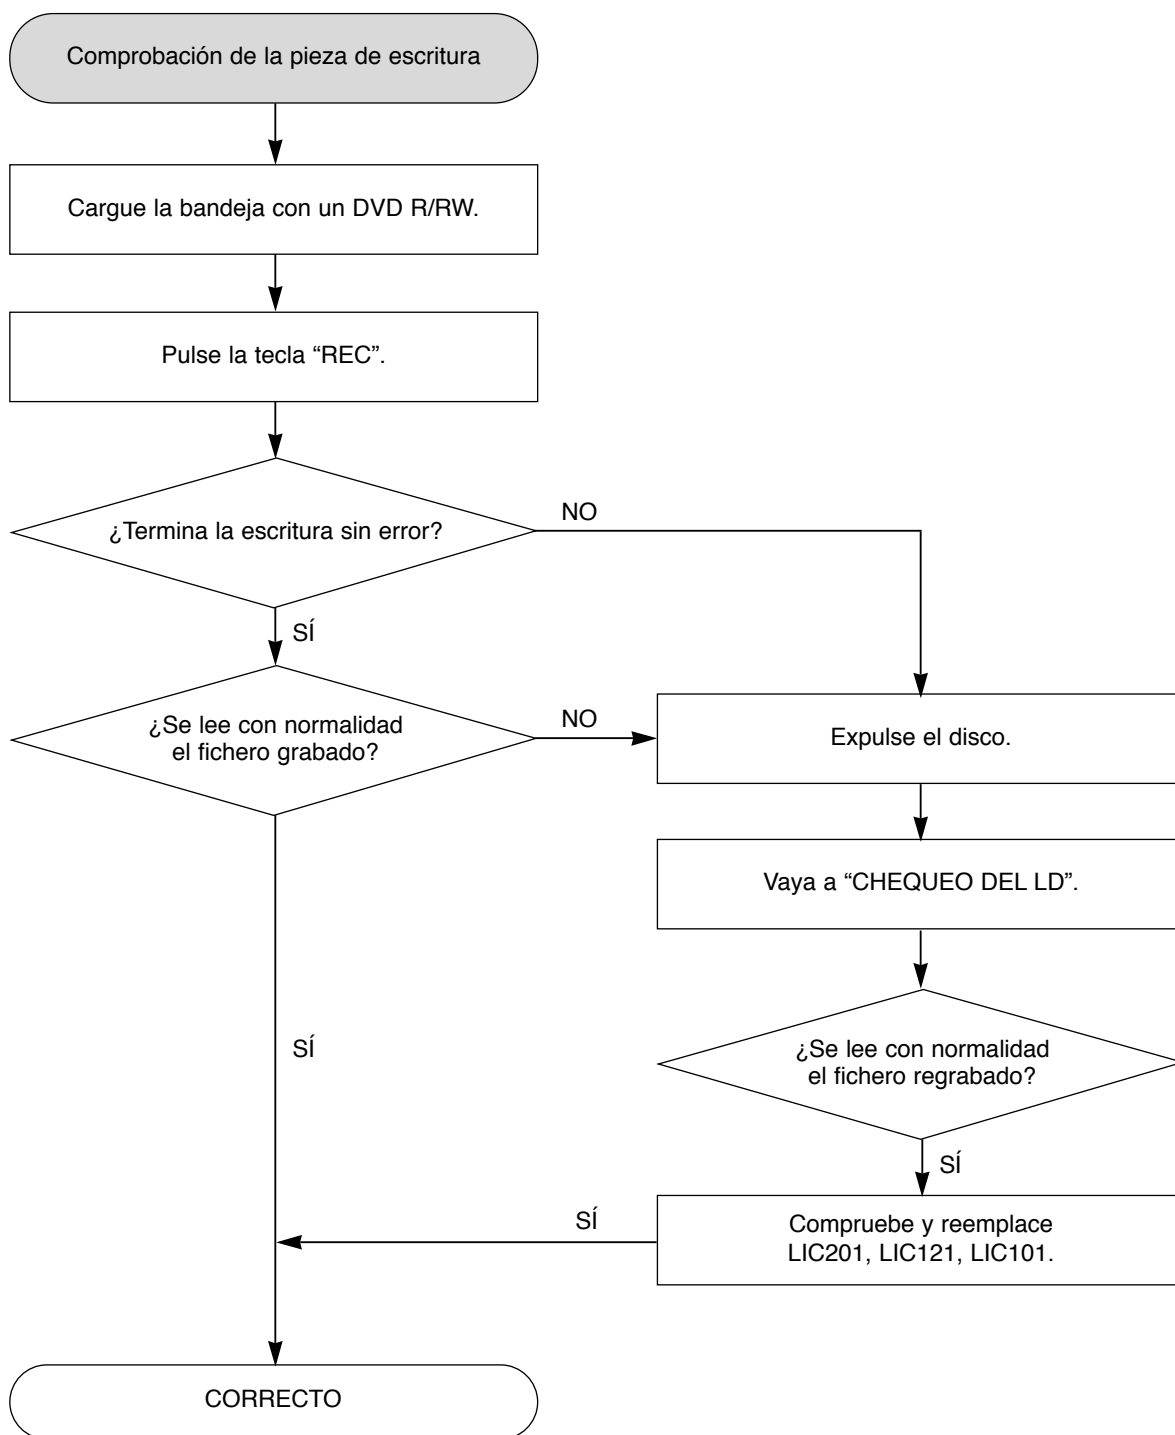 Comprobación de la pieza de escritura
Cargue la bandeja con un DVD R/RW.
Pulse la tecla “REC”.
¿Termina la escritura sin error?
NO
SÍ
¿Se lee con normalidad
el fichero grabado?
NO
Expulse el disco.
Vaya a “CHEQUEO DEL LD”.
SÍ
¿Se lee con normalidad
el fichero regrabado?
SÍ
Compruebe y reemplace
LIC201, LIC121, LIC101.
SÍ
CORRECTO